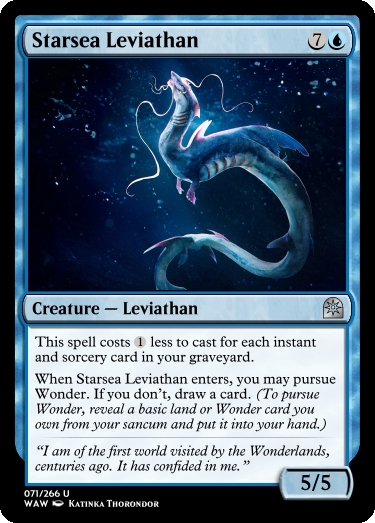 Starsea Leviathan 7
Creature — Leviathan
This spell costs 1 less to cast for each instant
and sorcery card in your graveyard.
When Starsea Leviathan enters, you may pursue
Wonder. If you don't, draw a card. (To pursue
Wonder, reveal a basic land or Wonder card you
own from your sancum and put it into your hand.)
"I am of the first world visited by the Wonderlands,
centuries ago. It has confided in me."
5/5
071/266 U
WAW Katinka Thorondor